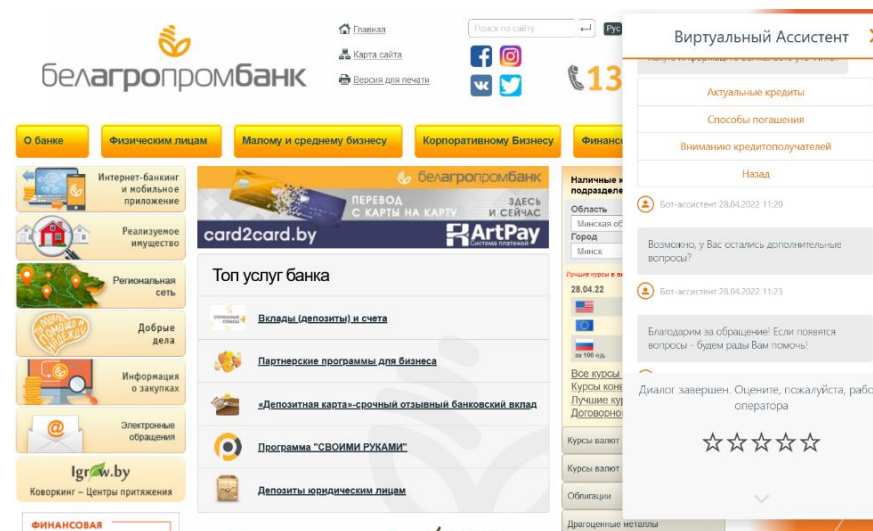 белагропромбанк
Главная
Карта сайта
Версия для печати
Поиск по сайту
Рус
13
О банке
Физическим лицам
Малому и среднему бизнесу
Корпоративному Бизнесу
Интернет-банкинг
и мобильное
приложение
Реализуемое
имущество
Региональная
сеть
Добрые
дела
Информация
о закупках
Электронные
обращения
Igrow.by
Коворкинг – Центры притяжения
ФИНАНСОВАЯ
белагропромбанк
ПЕРЕВОД
С КАРТЫ НА КАРТУ
ЗДЕСЬ
И СЕЙЧАС
card2card.by
ArtPay
Система платежей
Топ услуг банка
Вклады (депозиты) и счета
Партнерские программы для бизнеса
«Депозитная карта»-срочный отзывный банковский вклад
Программа "СВОИМИ РУКАМИ"
Депозиты юридическим лицам
Наличные
Область
Минская
Город
Минск
Лучшие курсы в
28.04.22
за 100 ед.
Все курсы
Курсы
Лучшие
Курсы валют
Курсы валют
Облигации
Драгоценные металлы
Виртуальный Ассистент
Актуальные кредиты
Способы погашения
Вниманию кредитополучателей
Назад
Бот-ассистент 28.04.2022 11:20
Возможно, у Вас остались дополнительные
вопросы?
Бот-ассистент 28.04.2022 11:23
Благодарим за обращение! Если появятся
вопросы - будем рады Вам помочь!
Диалог завершен. Оцените, пожалуйста,
оператора